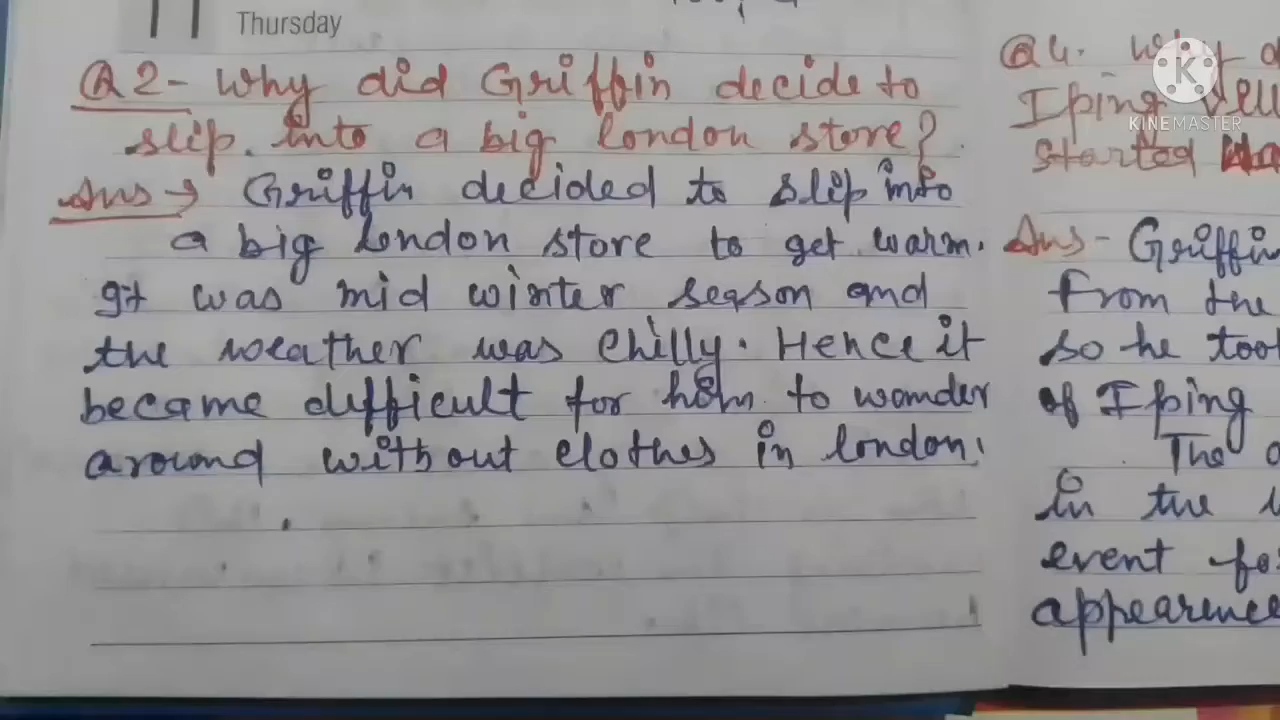 11
Thursday
Q2- Why did Griffin decide to
slip into a big london store?
Ans → Griffin decided to slip into
a big london store to get warm.
It was mid winter season and
the weather was chilly. Hence it
became difficult for him to wander
around without clothes in london.
Q4. Why
Iping
started
Ans- Griffin
from the
so he took
of Iping
The
in the
event for
appearence
KINEMASTER